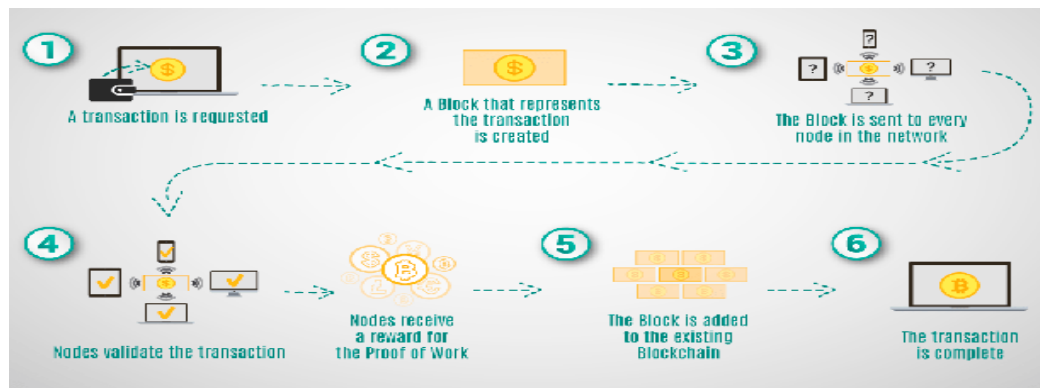 1
A transaction is requested
2
A Block that represents
the transaction
is created
3
The Block is sent to every
node in the network
4
Nodes validate the transaction
Nodes receive
a reward for
the Proof of Work
5
The Block is added
to the existing
Blockchain
6
The transaction
is complete